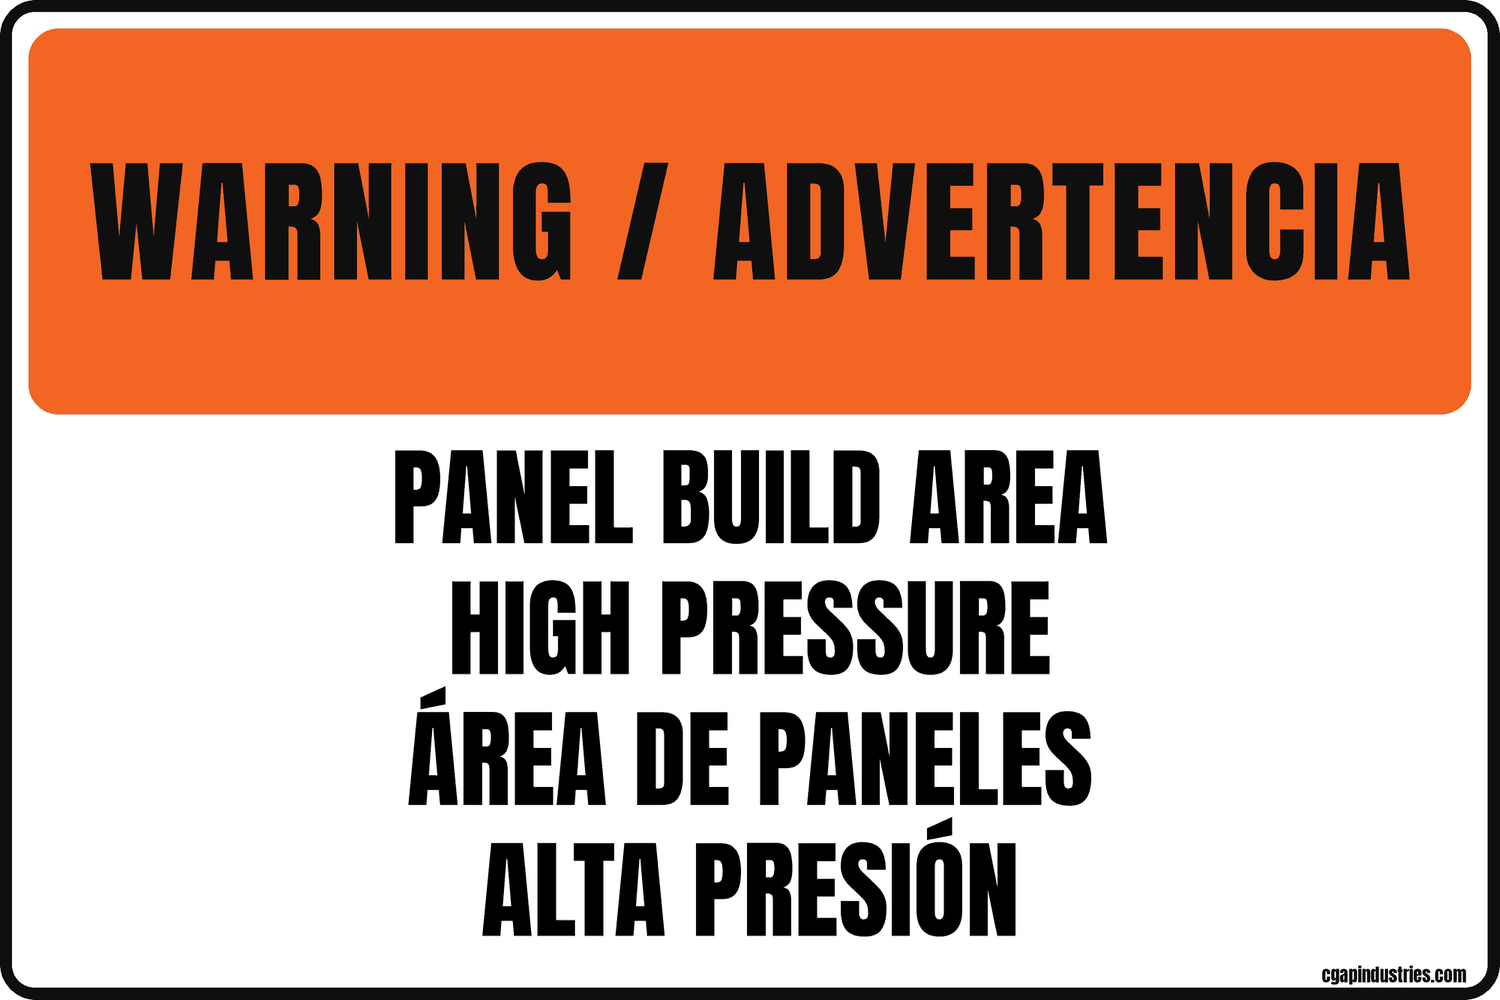 WARNING / ADVERTENCIA
PANEL BUILD AREA
HIGH PRESSURE
ÁREA DE PANELES
ALTA PRESIÓN
cgapindustries.com